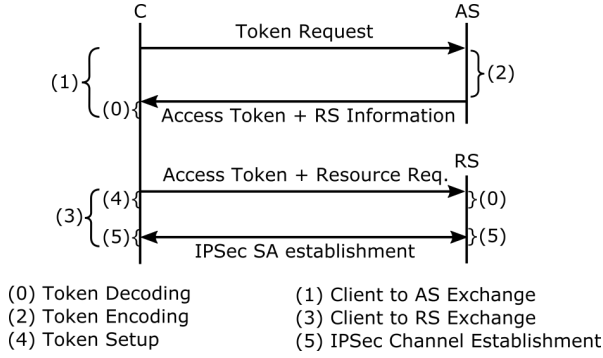 C AS
Token Request
(1) (2)
(0)
Access Token + RS Information
RS
Access Token + Resource Req.
(4) (0)
(3)
(5) (5)
IPSec SA establishment
(0) Token Decoding (1) Client to AS Exchange
(2) Token Encoding (3) Client to RS Exchange
(4) Token Setup (5) IPSec Channel Establishment